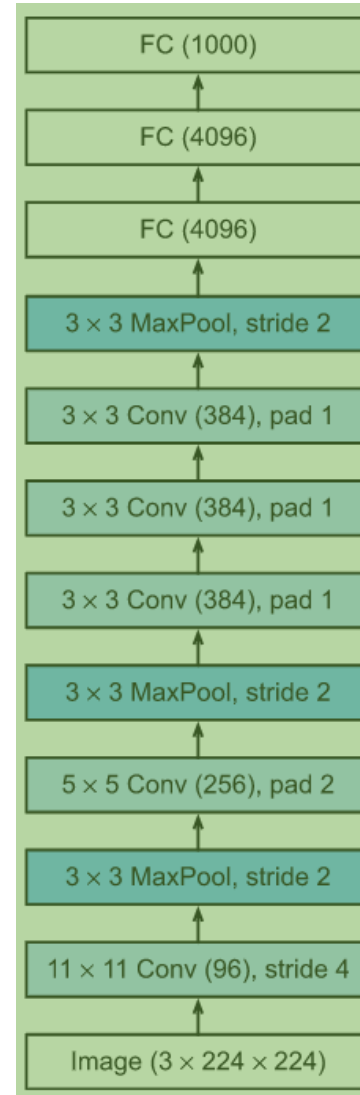 FC (1000)
FC (4096)
FC (4096)
3 × 3 MaxPool, stride 2
3 × 3 Conv (384), pad 1
3 × 3 Conv (384), pad 1
3 × 3 Conv (384), pad 1
3 × 3 MaxPool, stride 2
5 × 5 Conv (256), pad 2
3 × 3 MaxPool, stride 2
11 × 11 Conv (96), stride 4
Image (3 × 224 × 224)